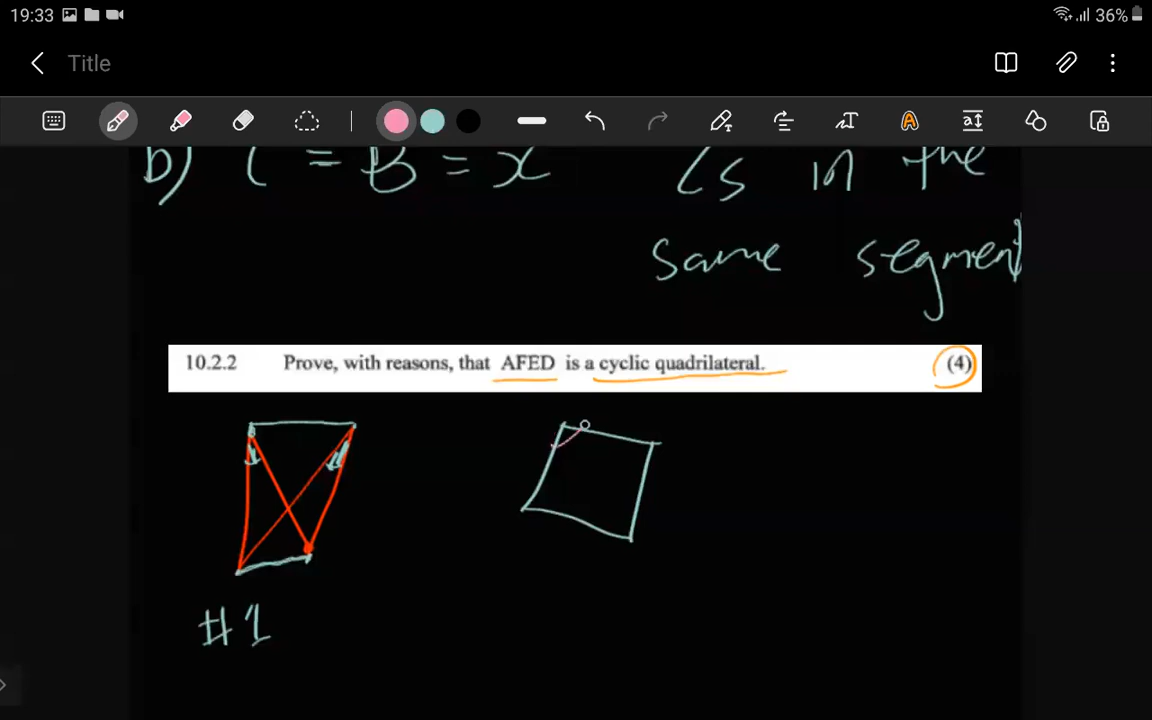 19:33 36%
Title
b) C = B = x ∠s in the
same segment
10.2.2 Prove, with reasons, that AFED is a cyclic quadrilateral. (4)
#1